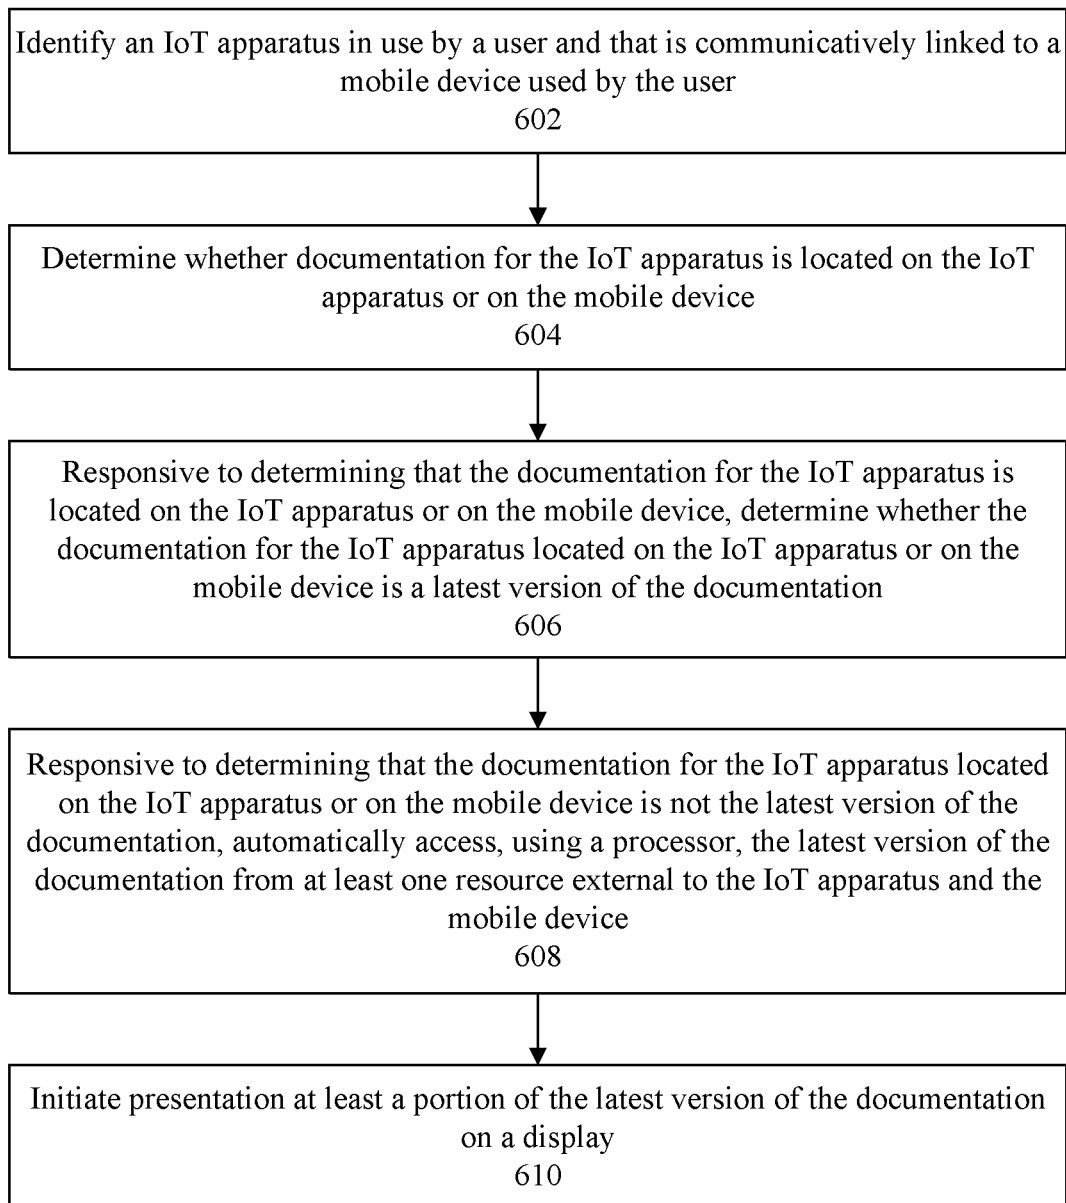 Identify an IoT apparatus in use by a user and that is communicatively linked to a
mobile device used by the user
602
Determine whether documentation for the IoT apparatus is located on the IoT
apparatus or on the mobile device
604
Responsive to determining that the documentation for the IoT apparatus is
located on the IoT apparatus or on the mobile device, determine whether the
documentation for the IoT apparatus located on the IoT apparatus or on the
mobile device is a latest version of the documentation
606
Responsive to determining that the documentation for the IoT apparatus located
on the IoT apparatus or on the mobile device is not the latest version of the
documentation, automatically access, using a processor, the latest version of the
documentation from at least one resource external to the IoT apparatus and the
mobile device
608
Initiate presentation at least a portion of the latest version of the documentation
on a display
610